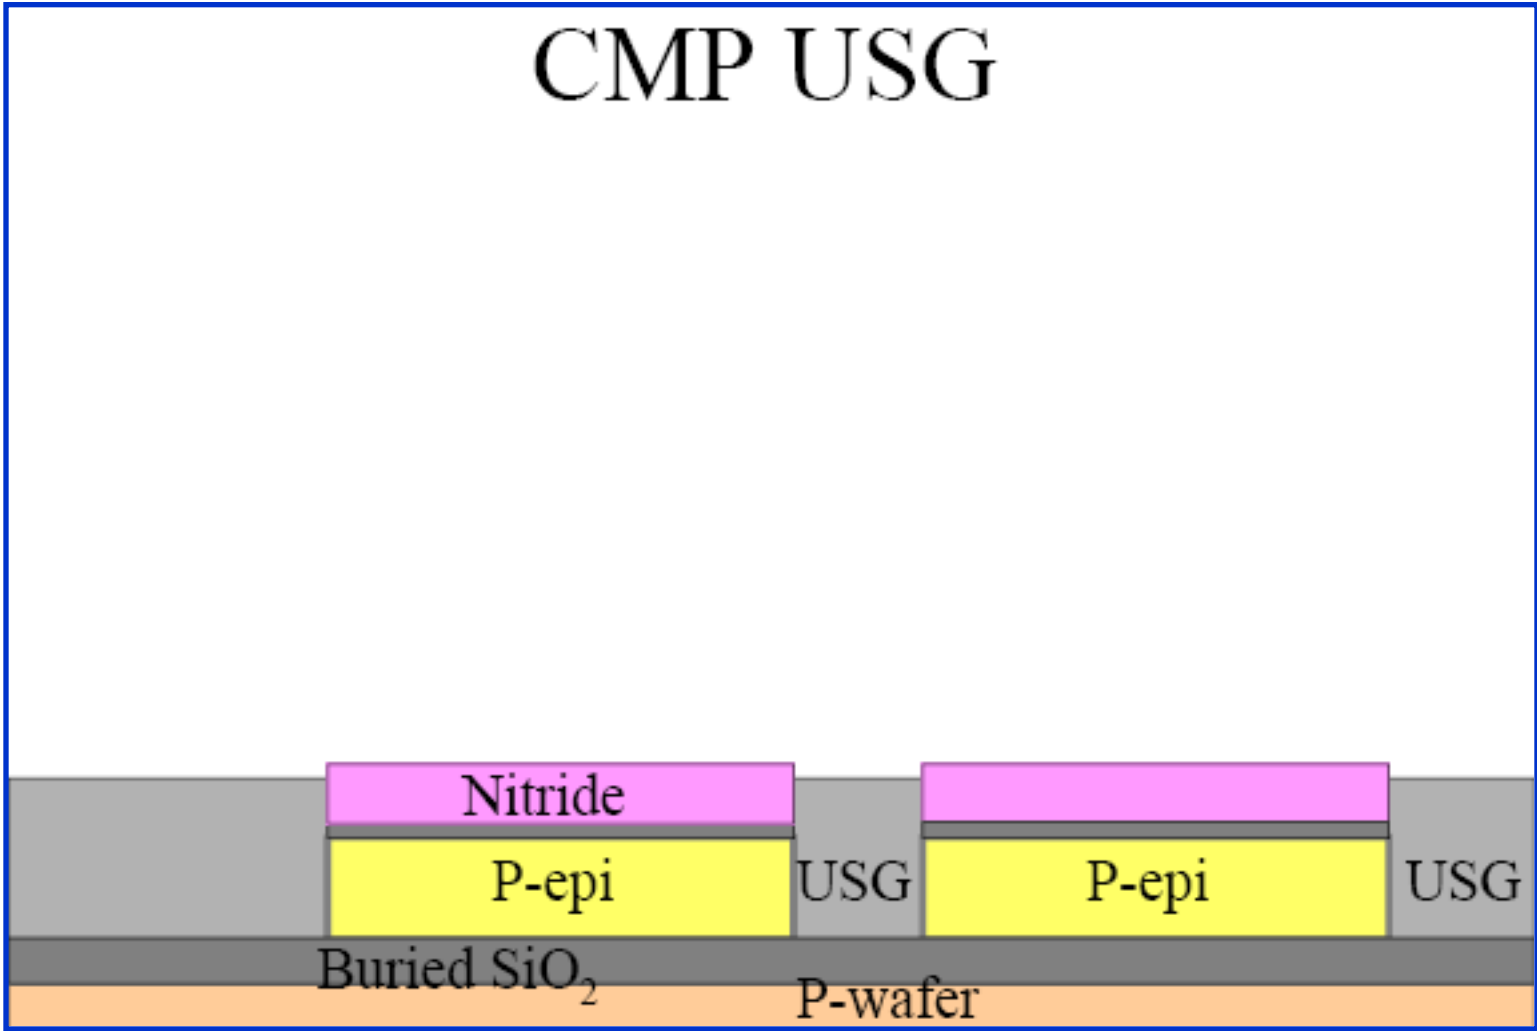 CMP USG
Nitride
P-epi
USG
P-epi
USG
Buried SiO₂
P-wafer